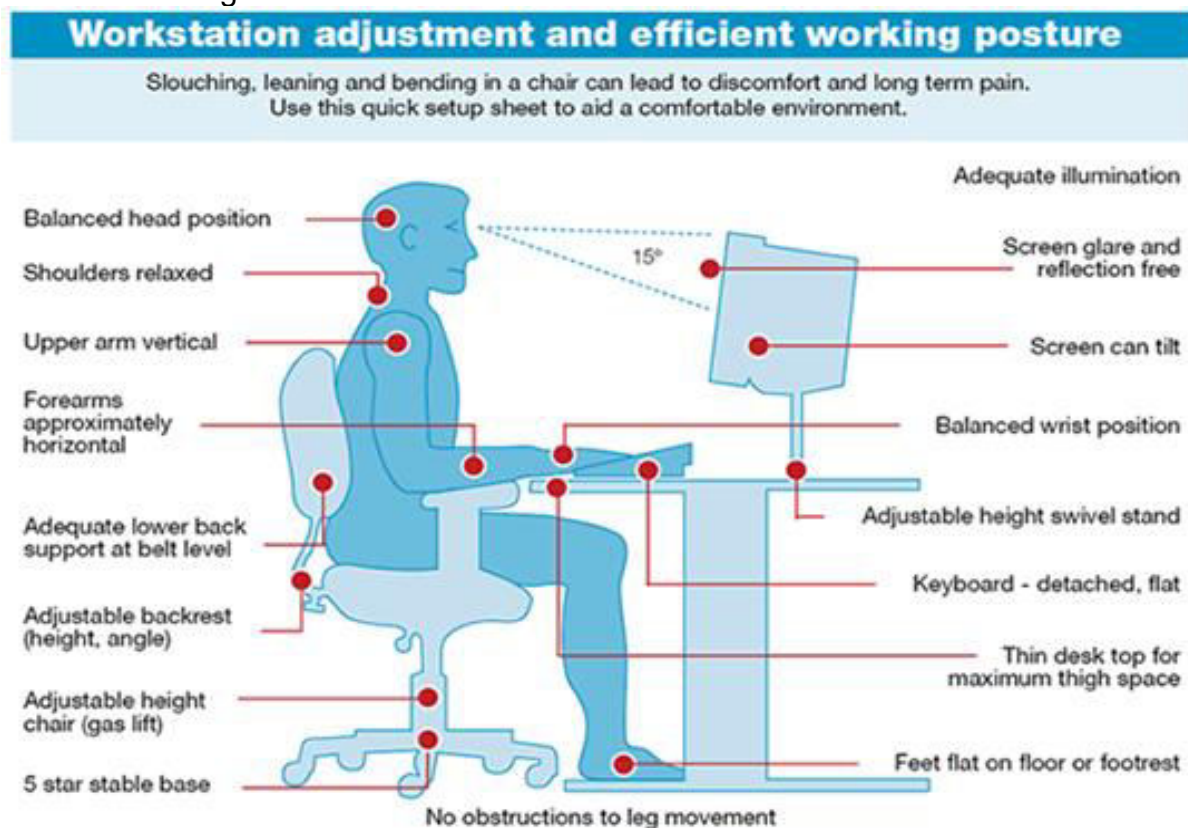 Workstation adjustment and efficient working posture
Slouching, leaning and bending in a chair can lead to discomfort and long term pain.
Use this quick setup sheet to aid a comfortable environment.
Balanced head position
Shoulders relaxed
Upper arm vertical
Forearms
approximately
horizontal
Adequate lower back
support at belt level
Adjustable backrest
(height, angle)
Adjustable height
chair (gas lift)
5 star stable base
15º
Adequate illumination
Screen glare and
reflection free
Screen can tilt
Balanced wrist position
Adjustable height swivel stand
Keyboard - detached, flat
Thin desk top for
maximum thigh space
Feet flat on floor or footrest
No obstructions to leg movement